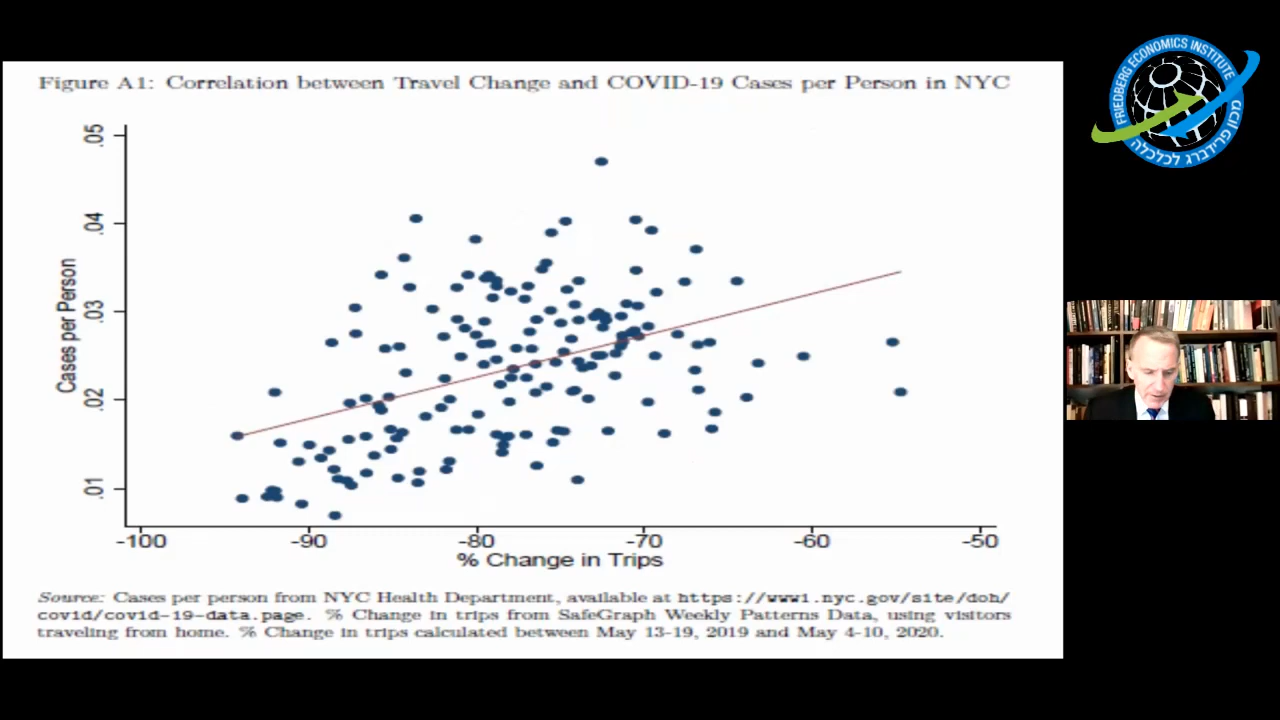 Figure A1: Correlation between Travel Change and COVID-19 Cases per Person in NYC
.05
.04
.03
.02
.01
Cases per Person
-100 -90 -80 -70 -60 -50
% Change in Trips
Source: Cases per person from NYC Health Department, available at https://www1.nyc.gov/site/doh/
covid/covid-19-data.page. % Change in trips from SafeGraph Weekly Patterns Data, using visitors
traveling from home. % Change in trips calculated between May 13-19, 2019 and May 4-10, 2020.
FRIEDBERG ECONOMICS INSTITUTE
מכון פרידברג לכלכלה